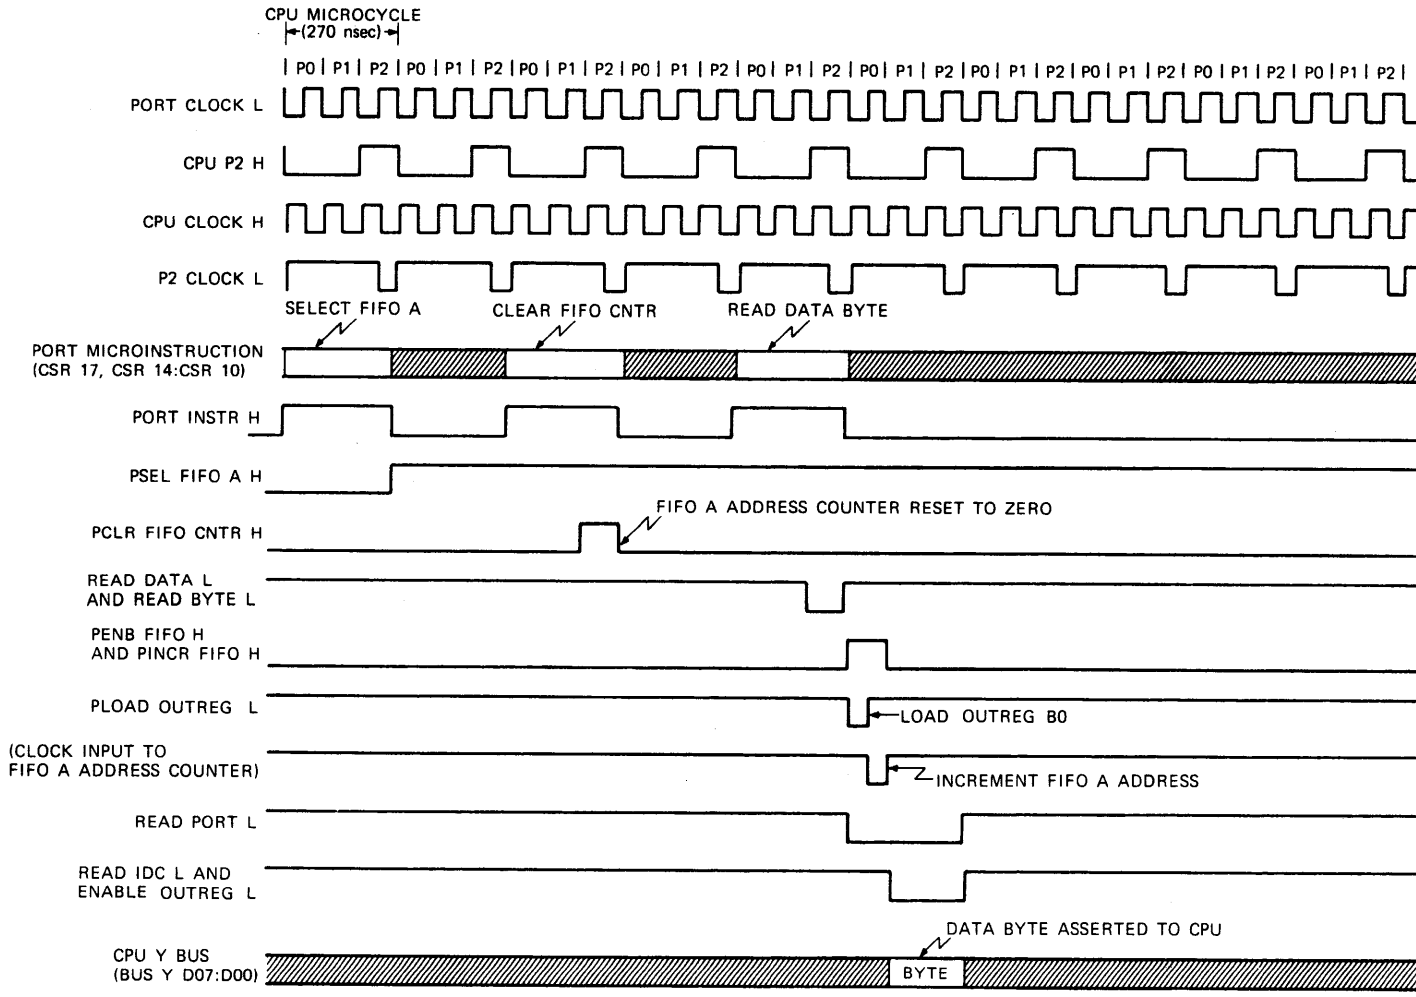 CPU MICROCYCLE
(270 nsec)
| P0 | P1 | P2 | P0 | P1 | P2 | P0 | P1 | P2 | P0 | P1 | P2 | P0 | P1 | P2 | P0 | P1 | P2 | P0 | P1 | P2 | P0 | P1 | P2 | P0 | P1 | P2 | P0 | P1 | P2 |
PORT CLOCK L
CPU P2 H
CPU CLOCK H
P2 CLOCK L
SELECT FIFO A
CLEAR FIFO CNTR
READ DATA BYTE
PORT MICROINSTRUCTION
(CSR 17, CSR 14:CSR 10)
PORT INSTR H
PSEL FIFO A H
FIFO A ADDRESS COUNTER RESET TO ZERO
PCLR FIFO CNTR H
READ DATA L
AND READ BYTE L
PENB FIFO H
AND PINCR FIFO H
PLOAD OUTREG L
LOAD OUTREG B0
(CLOCK INPUT TO
FIFO A ADDRESS COUNTER)
INCREMENT FIFO A ADDRESS
READ PORT L
READ IDC L AND
ENABLE OUTREG L
DATA BYTE ASSERTED TO CPU
CPU Y BUS
(BUS Y D07:D00)
BYTE